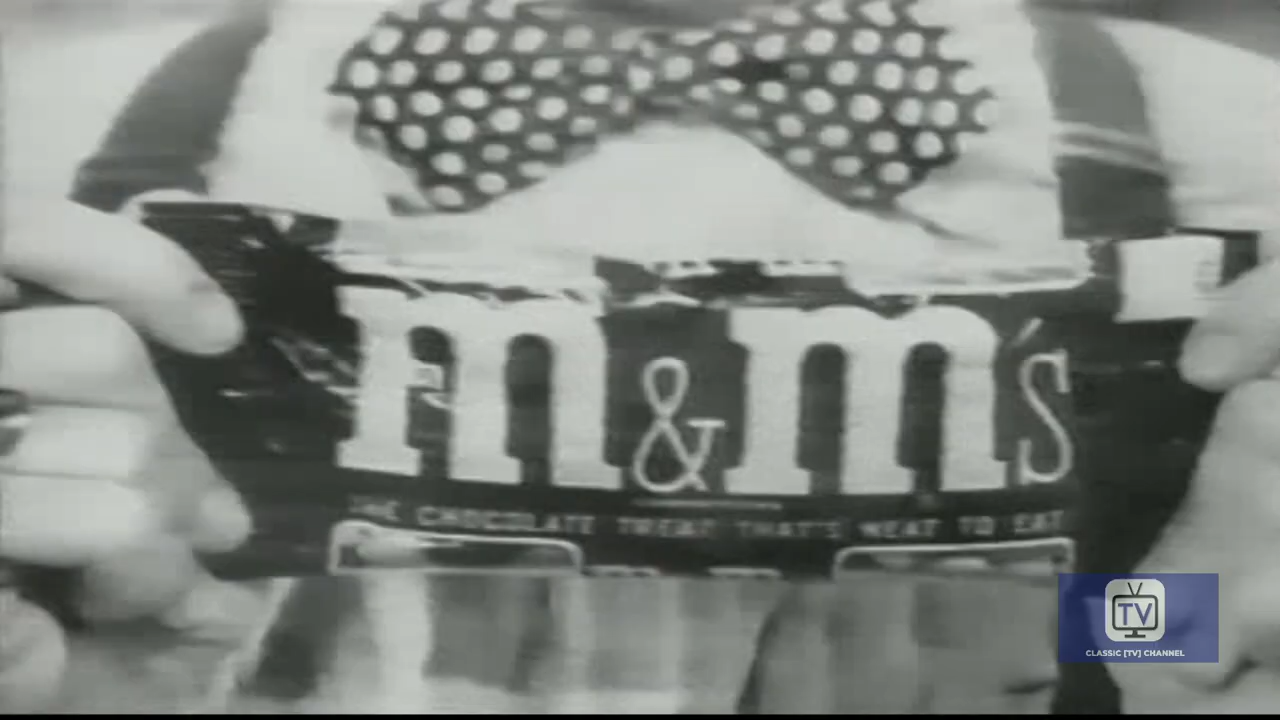 m&m's
THE CHOCOLATE TREAT THAT'S NEAT TO EAT
TV
CLASSIC [TV] CHANNEL